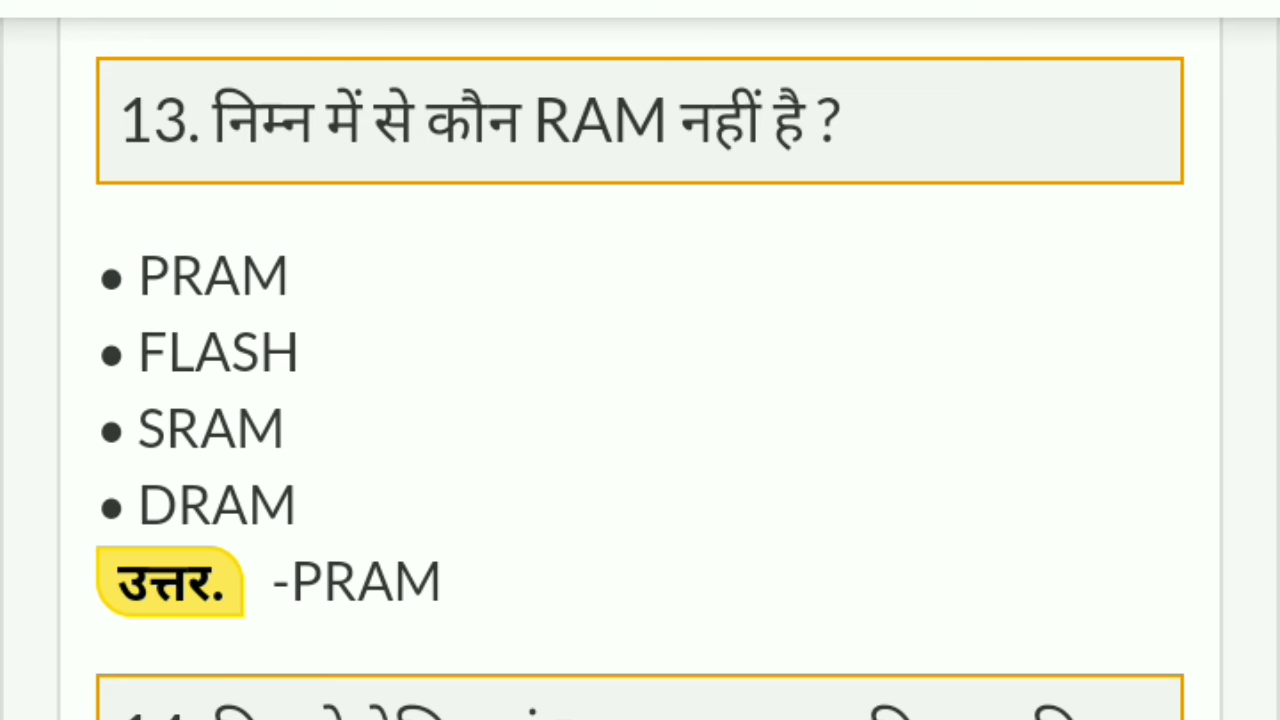 13. निम्न में से कौन RAM नहीं है ?
• PRAM
• FLASH
• SRAM
• DRAM
उत्तर. -PRAM